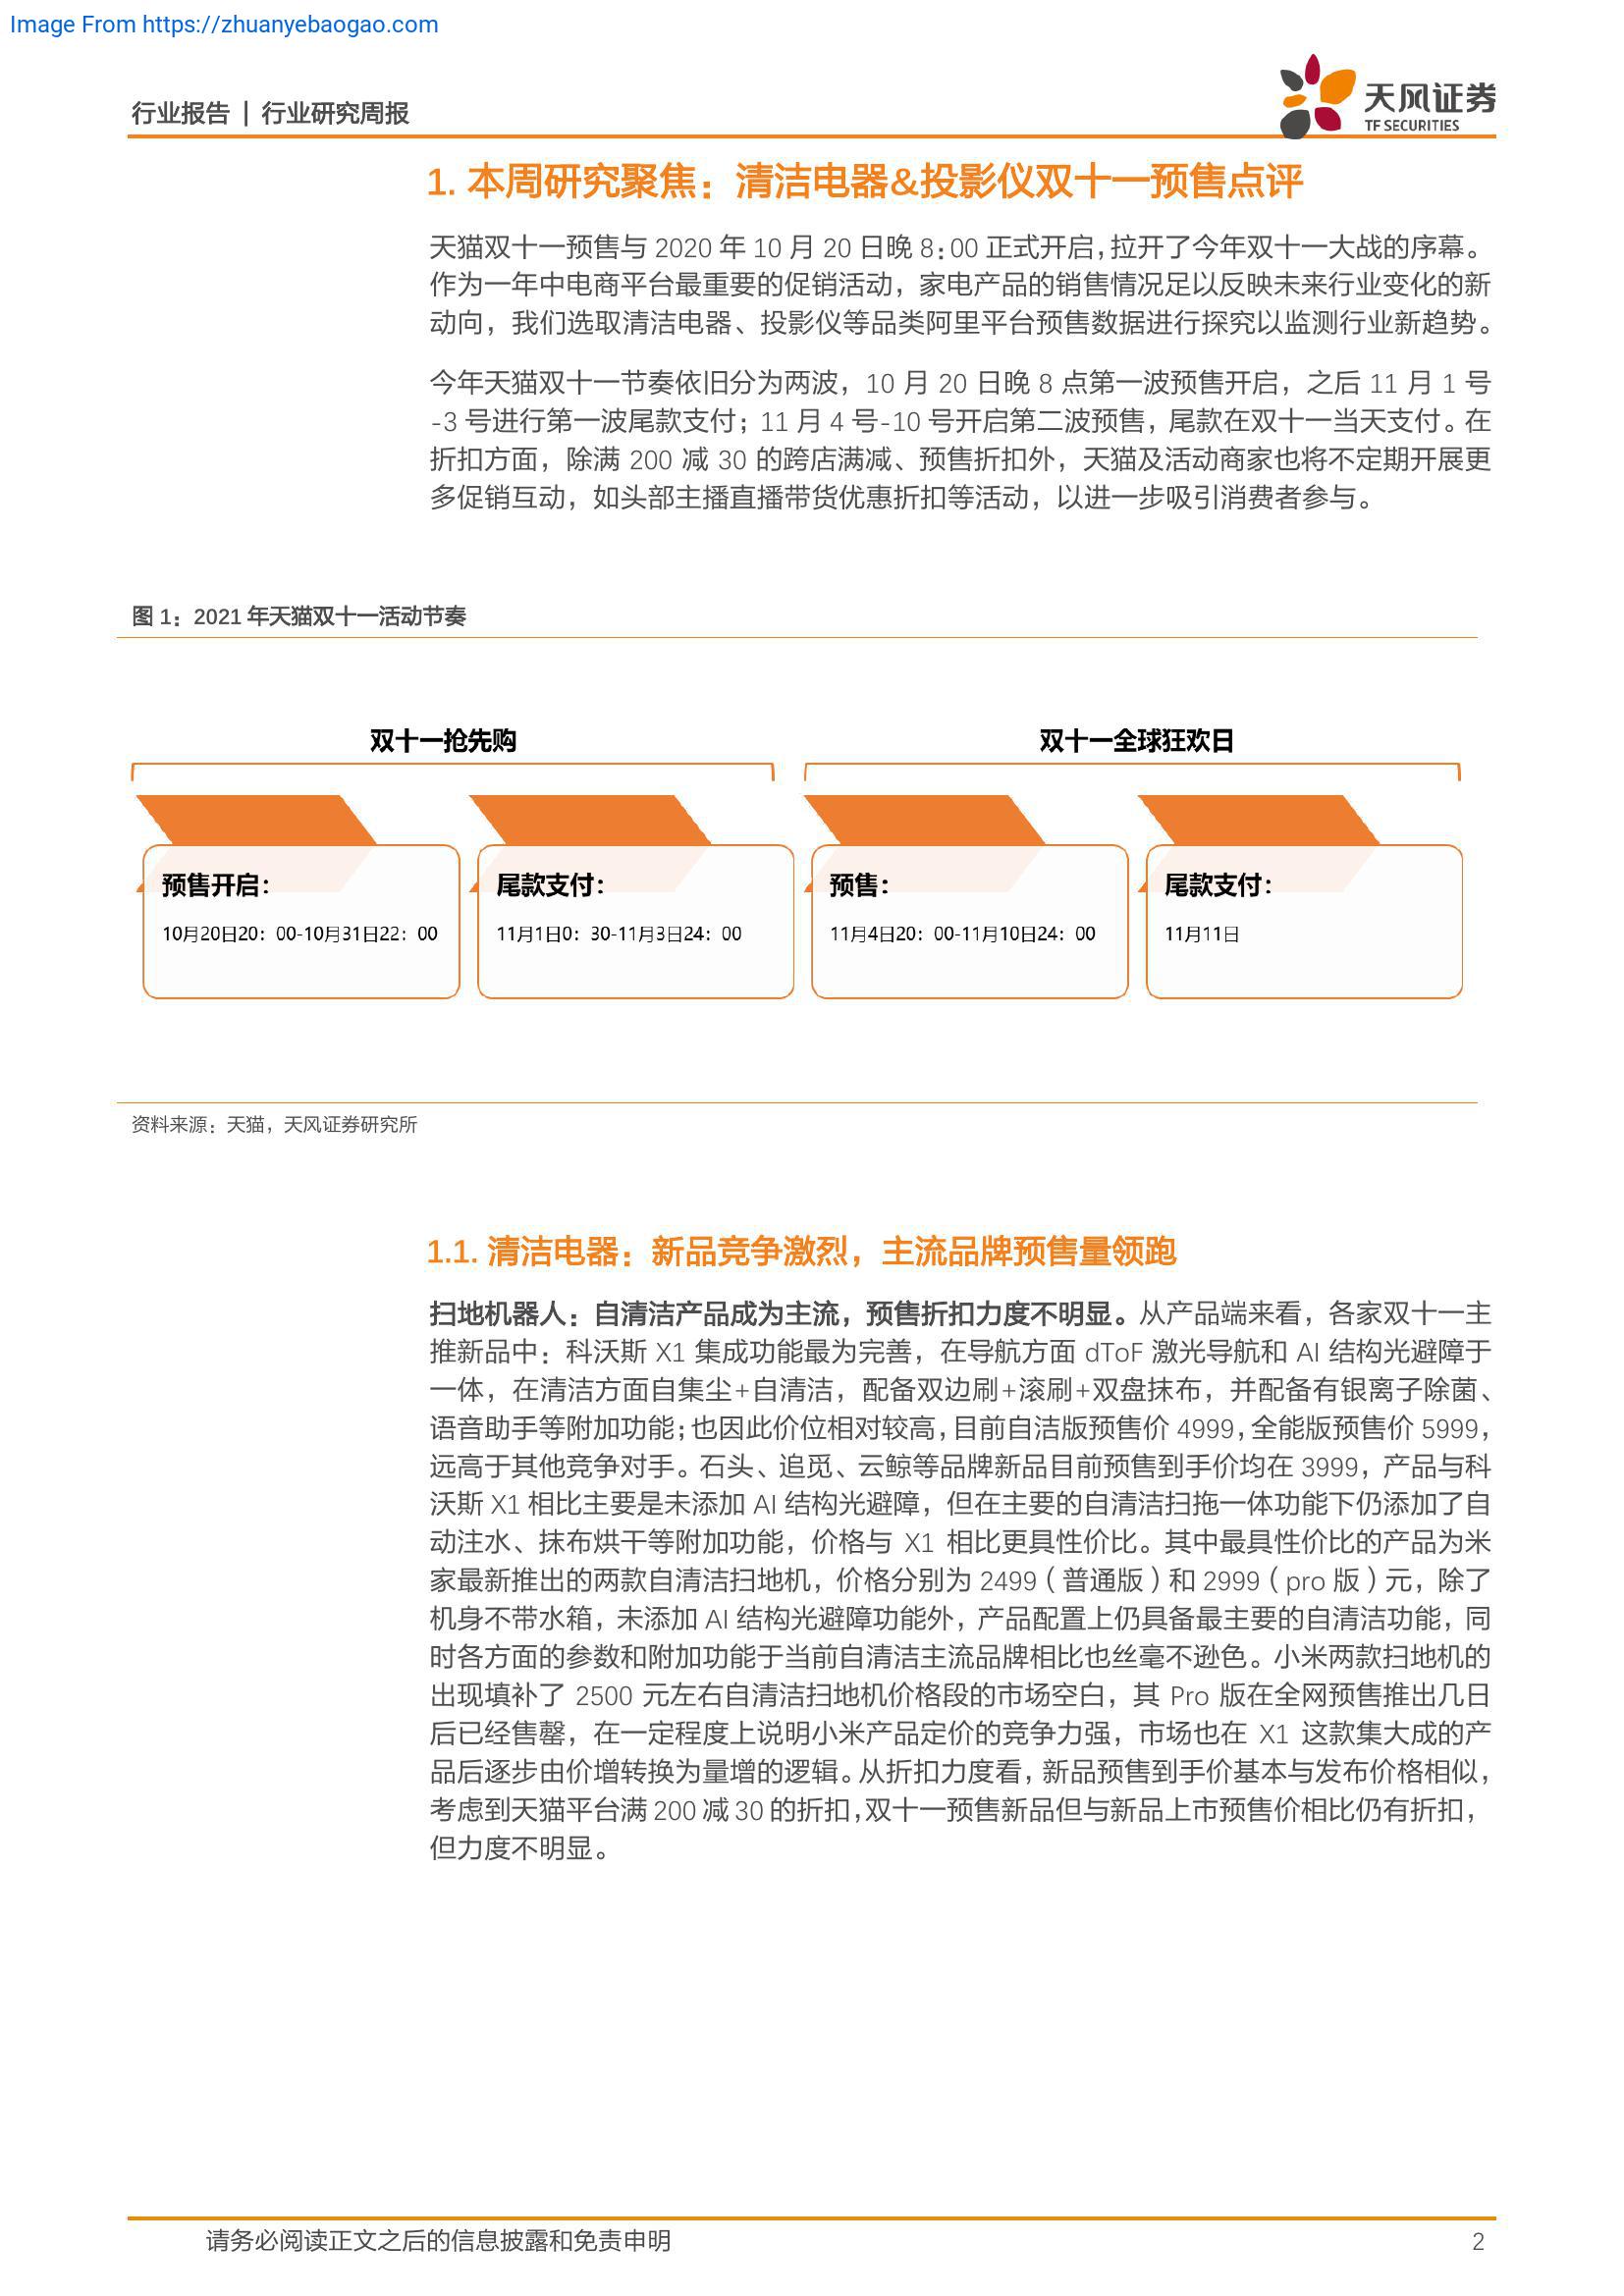 Image From https://zhuanyebaogao.com
行业报告 | 行业研究周报
天风证券
TF SECURITIES
1. 本周研究聚焦：清洁电器&投影仪双十一预售点评
天猫双十一预售与 2020 年 10 月 20 日晚 8:00 正式开启，拉开了今年双十一大战的序幕。
作为一年中电商平台最重要的促销活动，家电产品的销售情况足以反映未来行业变化的新
动向，我们选取清洁电器、投影仪等品类阿里平台预售数据进行探究以监测行业新趋势。
今年天猫双十一节奏依旧分为两波，10 月 20 日晚 8 点第一波预售开启，之后 11 月 1 号
-3 号进行第一波尾款支付；11 月 4 号-10 号开启第二波预售，尾款在双十一当天支付。在
折扣方面，除满 200 减 30 的跨店满减、预售折扣外，天猫及活动商家也将不定期开展更
多促销互动，如头部主播直播带货优惠折扣等活动，以进一步吸引消费者参与。
图 1：2021 年天猫双十一活动节奏
双十一抢先购
双十一全球狂欢日
预售开启：
10月20日20：00-10月31日22：00
尾款支付：
11月1日0：30-11月3日24：00
预售：
11月4日20：00-11月10日24：00
尾款支付：
11月11日
资料来源：天猫，天风证券研究所
1.1. 清洁电器：新品竞争激烈，主流品牌预售量领跑
扫地机器人：自清洁产品成为主流，预售折扣力度不明显。从产品端来看，各家双十一主
推新品中：科沃斯 X1 集成功能最为完善，在导航方面 dToF 激光导航和 AI 结构光避障于
一体，在清洁方面自集尘+自清洁，配备双边刷+滚刷+双盘抹布，并配备有银离子除菌、
语音助手等附加功能；也因此价位相对较高，目前自洁版预售价 4999，全能版预售价 5999，
远高于其他竞争对手。石头、追觅、云鲸等品牌新品目前预售到手价均在 3999，产品与科
沃斯 X1 相比主要是未添加 AI 结构光避障，但在主要的自清洁扫拖一体功能下仍添加了自
动注水、抹布烘干等附加功能，价格与 X1 相比更具性价比。其中最具性价比的产品为米
家最新推出的两款自清洁扫地机，价格分别为 2499（普通版）和 2999（pro 版）元，除了
机身不带水箱，未添加 AI 结构光避障功能外，产品配置上仍具备最主要的自清洁功能，同
时各方面的参数和附加功能于当前自清洁主流品牌相比也丝毫不逊色。小米两款扫地机的
出现填补了 2500 元左右自清洁扫地机价格段的市场空白，其 Pro 版在全网预售推出几日
后已经售罄，在一定程度上说明小米产品定价的竞争力强，市场也在 X1 这款集大成的产
品后逐步由价增转换为量增的逻辑。从折扣力度看，新品预售到手价基本与发布价格相似，
考虑到天猫平台满 200 减 30 的折扣，双十一预售新品但与新品上市预售价相比仍有折扣，
但力度不明显。
请务必阅读正文之后的信息披露和免责申明
2